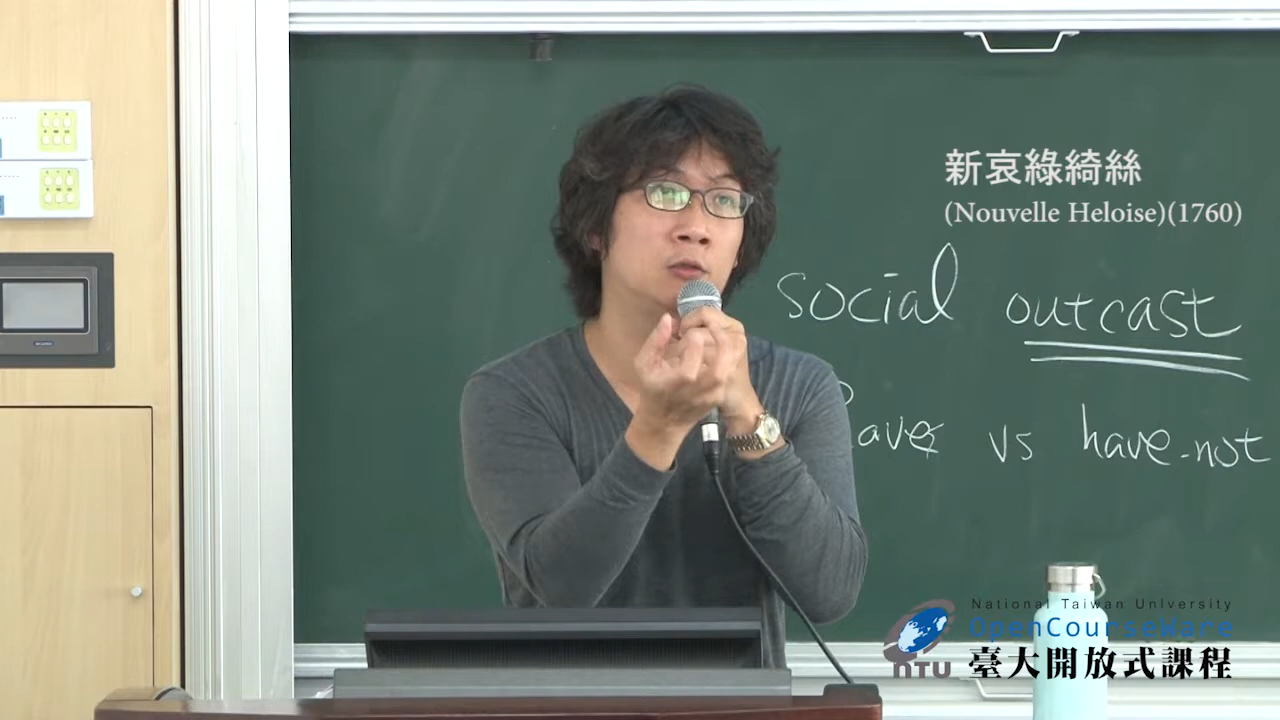 新哀綠綺絲
(Nouvelle Heloise)(1760)
social outcast
have vs have-not
National Taiwan University
OpenCourseWare
NTU
臺大開放式課程